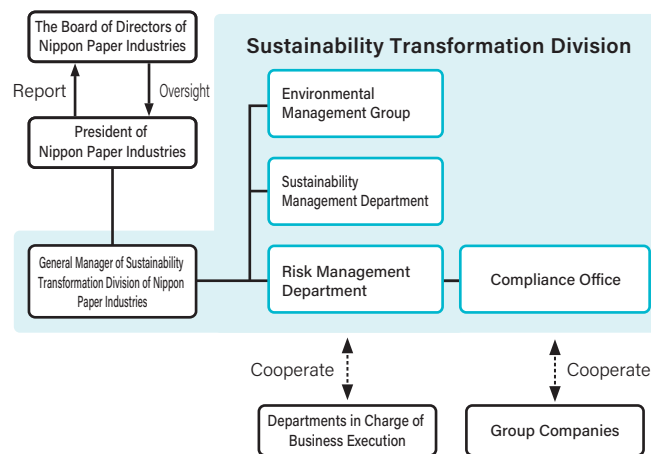 The Board of Directors of
Nippon Paper Industries
Sustainability Transformation Division
Report
Oversight
Environmental
Management Group
President of
Nippon Paper Industries
Sustainability
Management Department
General Manager of Sustainability
Transformation Division of Nippon
Paper Industries
Risk Management
Department
Compliance Office
Cooperate
Cooperate
Departments in Charge of
Business Execution
Group Companies